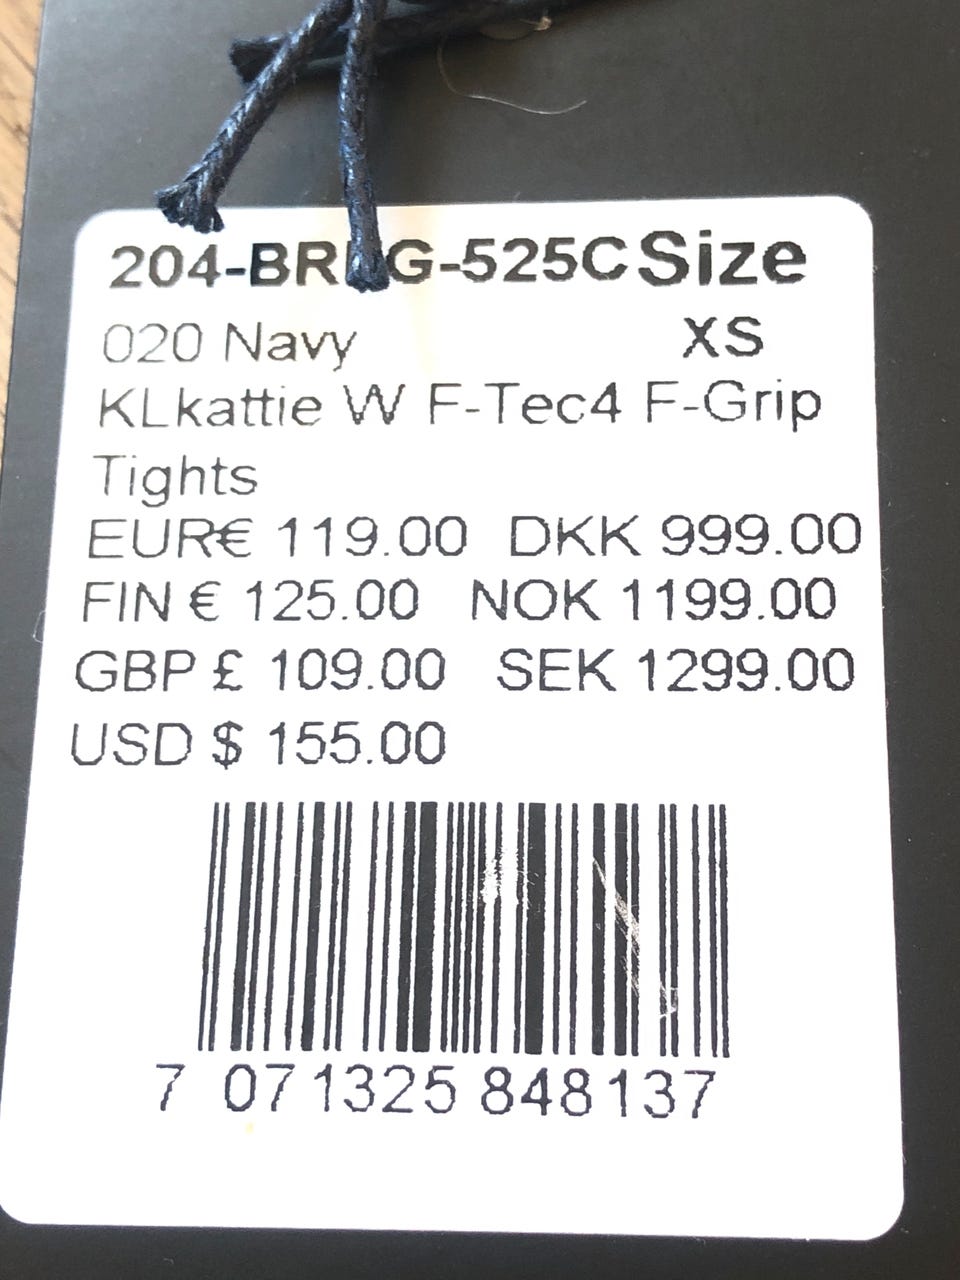 Size
020 Navy XS
KLkattie W F-Tec4 F-Grip
Tights
EUR€ 119.00 DKK 999.00
FIN € 125.00 NOK 1199.00
GBP £ 109.00 SEK 1299.00
USD $ 155.00
7 071325 848137